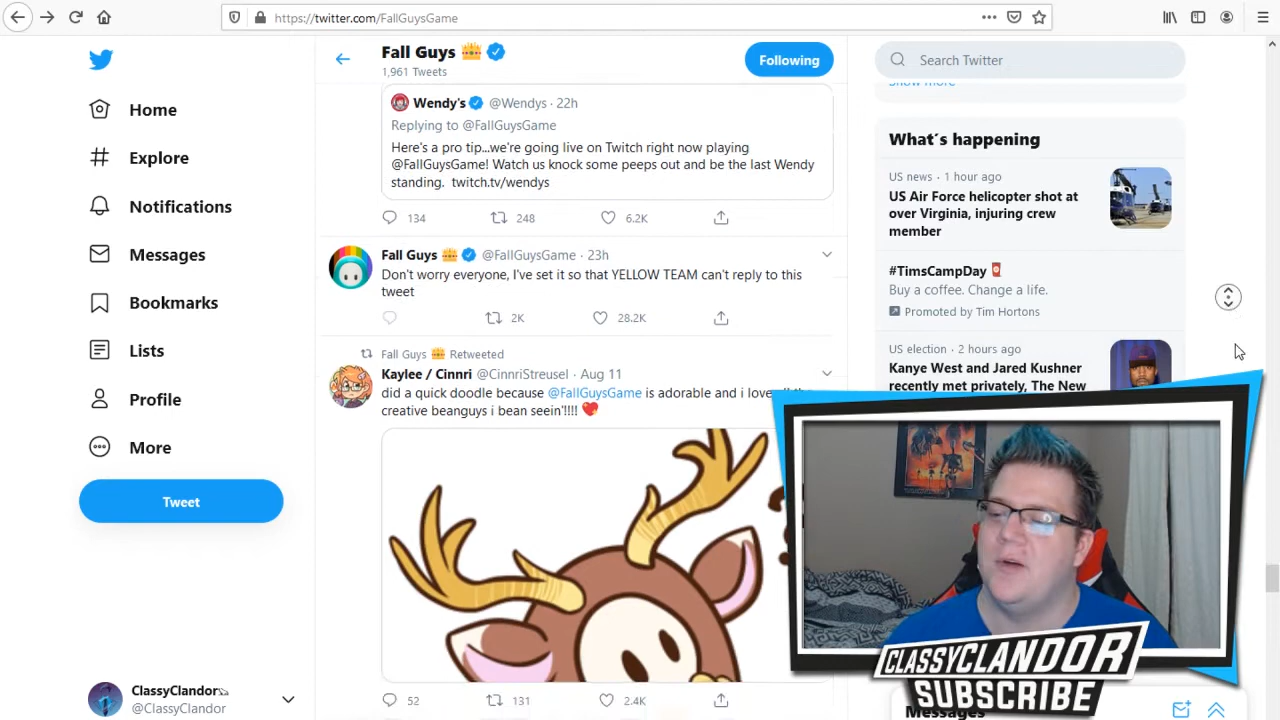 https://twitter.com/FallGuysGame
Home
Explore
Notifications
Messages
Bookmarks
Lists
Profile
More
Tweet
ClassyClandor
@ClassyClandor
Fall Guys
1,961 Tweets
Following
Wendy's @Wendys · 22h
Replying to @FallGuysGame
Here's a pro tip...we're going live on Twitch right now playing
@FallGuysGame! Watch us knock some peeps out and be the last Wendy
standing. twitch.tv/wendys
134 248 6.2K
Fall Guys @FallGuysGame · 23h
Don't worry everyone, I've set it so that YELLOW TEAM can't reply to this
tweet
2K 28.2K
Fall Guys Retweeted
Kaylee / Cinnri @CinnriStreusel · Aug 11
did a quick doodle because @FallGuysGame is adorable and i love all the
creative beanguys i bean seein'!!!!
52 131 2.4K
Search Twitter
Show more
What's happening
US news · 1 hour ago
US Air Force helicopter shot at
over Virginia, injuring crew
member
#TimsCampDay
Buy a coffee. Change a life.
Promoted by Tim Hortons
US election · 2 hours ago
Kanye West and Jared Kushner
recently met privately, The New
CLASSYCLANDOR
SUBSCRIBE
Messages